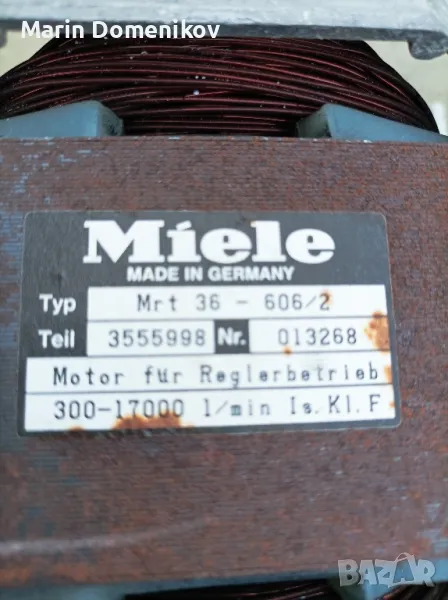 Marin Domenikov
Miele
MADE IN GERMANY
Typ Mrt 36 - 606/2
Teil 3555998 Nr. 013268
Motor für Reglerbetrieb
300-17000 1/min Is.Kl.F
BAZAR